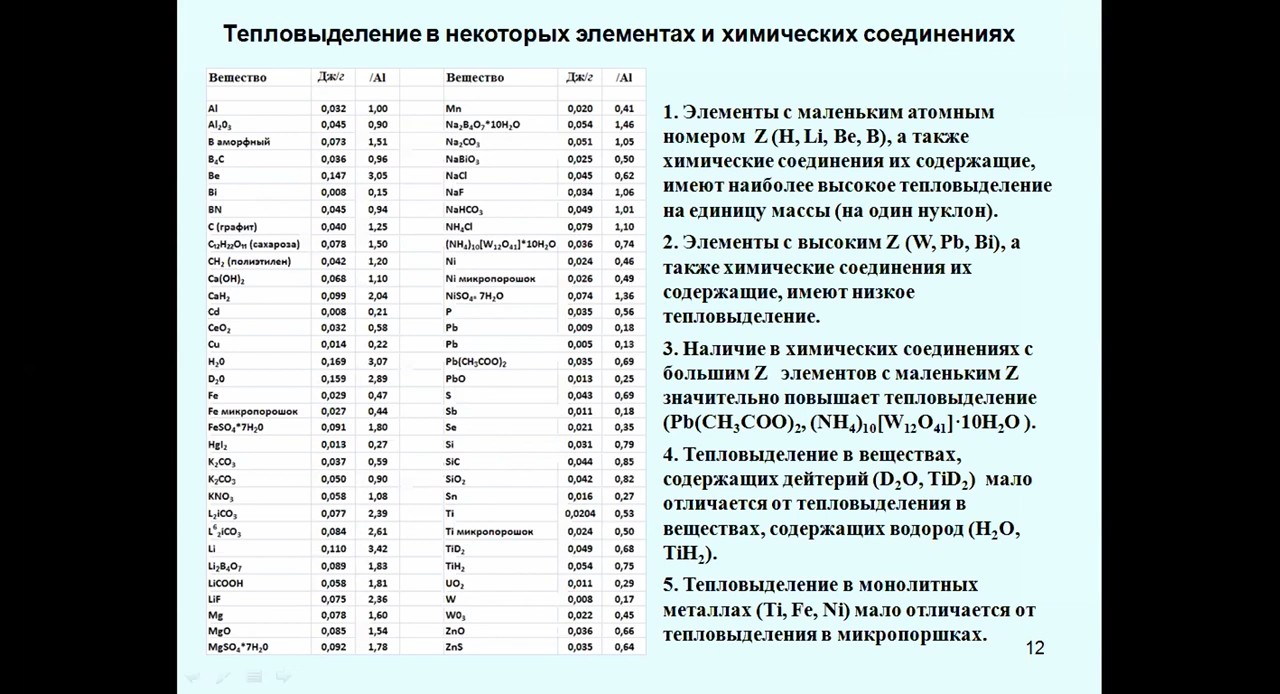 Тепловыделение в некоторых элементах и химических соединениях
Вещество Дж/г /Al Вещество Дж/г /Al
Al 0,032 1,00 Mn 0,020 0,41
Al₂0₃ 0,045 0,90 Na₂B₄O₇*10H₂O 0,054 1,46
B аморфный 0,073 1,51 Na₂CO₃ 0,051 1,05
B₄C 0,036 0,96 NaBiO₃ 0,025 0,50
Be 0,147 3,05 NaCl 0,045 0,62
Bi 0,008 0,15 NaF 0,034 1,06
BN 0,045 0,94 NaHCO₃ 0,049 1,01
C (графит) 0,040 1,25 NH₄Cl 0,079 1,10
C₁₂H₂₂O₁₁ (сахароза) 0,078 1,50 (NH₄)₁₀[W₁₂O₄₁]*10H₂O 0,036 0,74
CH₂ (полиэтилен) 0,042 1,20 Ni 0,024 0,46
Ca(OH)₂ 0,068 1,10 Ni микропорошок 0,026 0,49
CaH₂ 0,099 2,04 NiSO₄* 7H₂O 0,074 1,36
Cd 0,008 0,21 P 0,035 0,56
CeO₂ 0,032 0,58 Pb 0,009 0,18
Cu 0,014 0,22 Pb 0,005 0,13
H₂0 0,169 3,07 Pb(CH₃COO)₂ 0,035 0,69
D₂0 0,159 2,89 PbO 0,013 0,25
Fe 0,029 0,47 S 0,043 0,69
Fe микропорошок 0,027 0,44 Sb 0,011 0,18
FeSO₄*7H₂0 0,091 1,80 Se 0,021 0,35
HgI₂ 0,013 0,27 Si 0,031 0,79
K₂CO₃ 0,037 0,59 SiC 0,044 0,85
K₂CO₃ 0,050 0,90 SiO₂ 0,042 0,82
KNO₃ 0,058 1,08 Sn 0,016 0,27
L₂iCO₃ 0,077 2,39 Ti 0,0204 0,53
L⁶₂iCO₃ 0,084 2,61 Ti микропорошок 0,024 0,50
Li 0,110 3,42 TiD₂ 0,049 0,68
Li₂B₄O₇ 0,089 1,83 TiH₂ 0,054 0,75
LiCOOH 0,058 1,81 UO₂ 0,011 0,29
LiF 0,075 2,36 W 0,008 0,17
Mg 0,078 1,60 W0₃ 0,022 0,45
MgO 0,085 1,54 ZnO 0,036 0,66
MgSO₄*7H₂0 0,092 1,78 ZnS 0,035 0,64
1. Элементы с маленьким атомным
номером Z (H, Li, Be, B), а также
химические соединения их содержащие,
имеют наиболее высокое тепловыделение
на единицу массы (на один нуклон).
2. Элементы с высоким Z (W, Pb, Bi), а
также химические соединения их
содержащие, имеют низкое
тепловыделение.
3. Наличие в химических соединениях с
большим Z элементов с маленьким Z
значительно повышает тепловыделение
(Pb(CH₃COO)₂, (NH₄)₁₀[W₁₂O₄₁]·10H₂O ).
4. Тепловыделение в веществах,
содержащих дейтерий (D₂O, TiD₂) мало
отличается от тепловыделения в
веществах, содержащих водород (H₂O,
TiH₂).
5. Тепловыделение в монолитных
металлах (Ti, Fe, Ni) мало отличается от
тепловыделения в микропоршках.
12